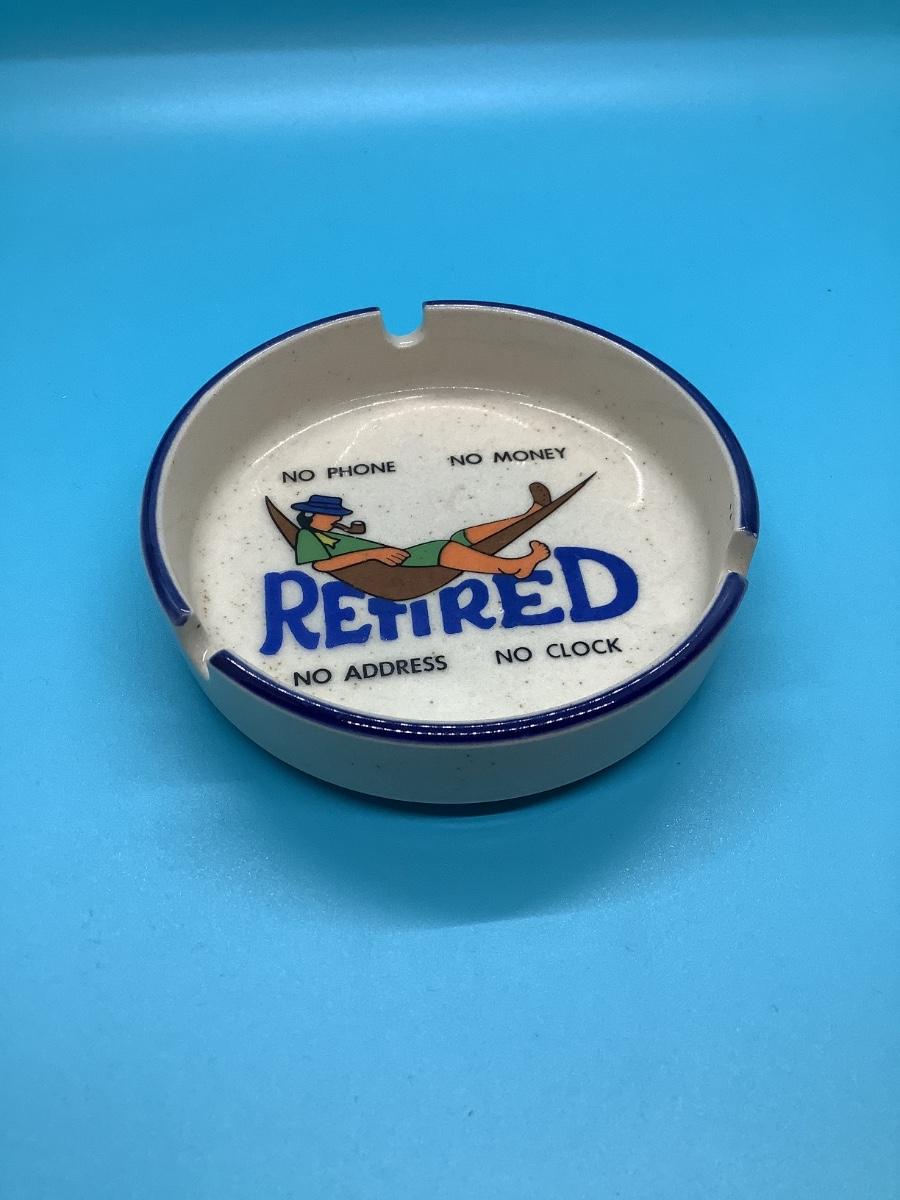 NO PHONE NO MONEY
REtiRED
NO ADDRESS NO CLOCK